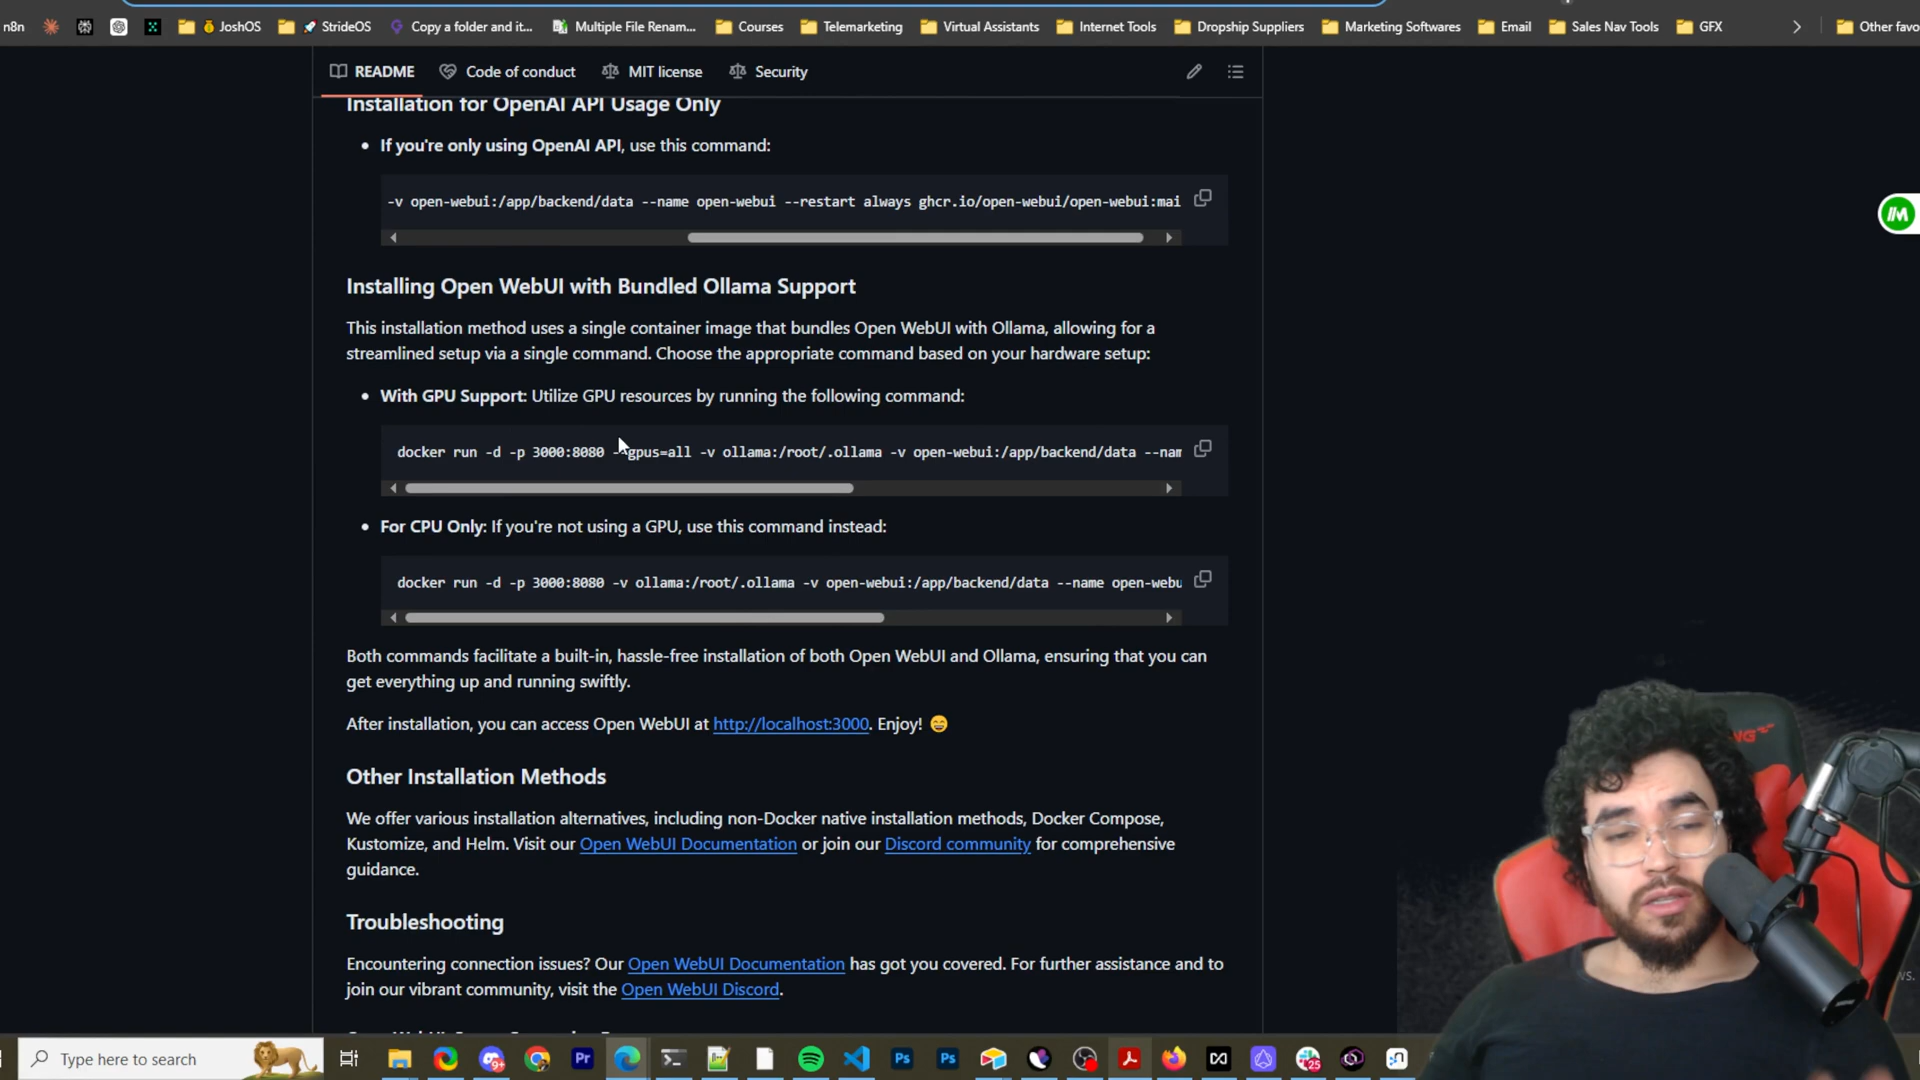 n8n JoshOS StrideOS Copy a folder and it... Multiple File Renam... Courses Telemarketing Virtual Assistants Internet Tools Dropship Suppliers Marketing Softwares Email Sales Nav Tools GFX Other favo
README Code of conduct MIT license Security
Installation for OpenAI API Usage Only
If you're only using OpenAI API, use this command:
-v open-webui:/app/backend/data --name open-webui --restart always ghcr.io/open-webui/open-webui:mai
Installing Open WebUI with Bundled Ollama Support
This installation method uses a single container image that bundles Open WebUI with Ollama, allowing for a
streamlined setup via a single command. Choose the appropriate command based on your hardware setup:
With GPU Support: Utilize GPU resources by running the following command:
docker run -d -p 3000:8080 --gpus=all -v ollama:/root/.ollama -v open-webui:/app/backend/data --nam
For CPU Only: If you're not using a GPU, use this command instead:
docker run -d -p 3000:8080 -v ollama:/root/.ollama -v open-webui:/app/backend/data --name open-webu
Both commands facilitate a built-in, hassle-free installation of both Open WebUI and Ollama, ensuring that you can
get everything up and running swiftly.
After installation, you can access Open WebUI at http://localhost:3000. Enjoy! 😄
Other Installation Methods
We offer various installation alternatives, including non-Docker native installation methods, Docker Compose,
Kustomize, and Helm. Visit our Open WebUI Documentation or join our Discord community for comprehensive
guidance.
Troubleshooting
Encountering connection issues? Our Open WebUI Documentation has got you covered. For further assistance and to
join our vibrant community, visit the Open WebUI Discord.
Type here to search
Pr
Ps
Ps
25